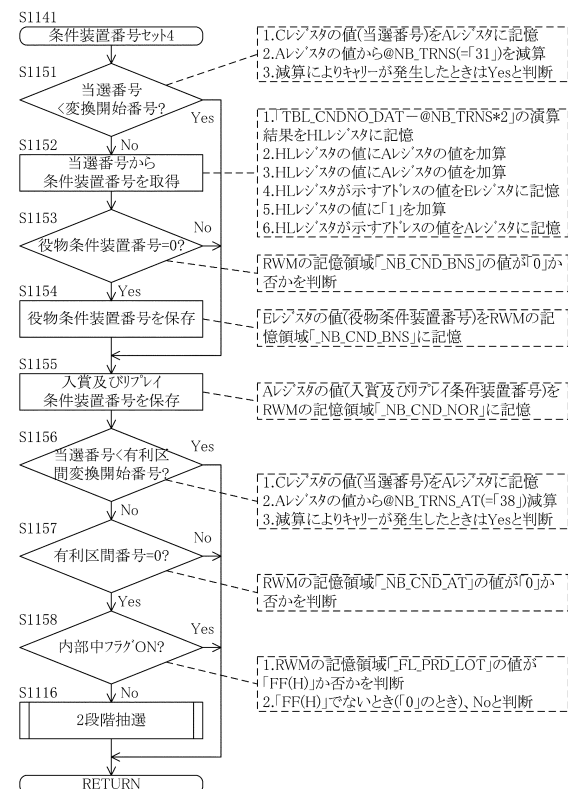 S1141
条件装置番号セット4
1.Cレジスタの値(当選番号)をAレジスタに記憶
2.Aレジスタの値から@NB_TRNS(=「31」)を減算
3.減算によりキャリーが発生したときはYesと判断
S1151
当選番号
<変換開始番号?
Yes
No
1.「TBL_CNDNO_DAT－@NB_TRNS*2」の演算
結果をHLレジスタに記憶
2.HLレジスタの値にAレジスタの値を加算
3.HLレジスタの値にAレジスタの値を加算
4.HLレジスタが示すアドレスの値をEレジスタに記憶
5.HLレジスタの値に「1」を加算
6.HLレジスタが示すアドレスの値をAレジスタに記憶
S1152
当選番号から
条件装置番号を取得
S1153
役物条件装置番号=0?
No
Yes
RWMの記憶領域「_NB_CND_BNS」の値が「0」か
否かを判断
S1154
役物条件装置番号を保存
Eレジスタの値(役物条件装置番号)をRWMの記
憶領域「_NB_CND_BNS」に記憶
S1155
入賞及びリプレイ
条件装置番号を保存
Aレジスタの値(入賞及びリプレイ条件装置番号)を
RWMの記憶領域「_NB_CND_NOR」に記憶
S1156
当選番号<有利区
間変換開始番号?
Yes
No
1.Cレジスタの値(当選番号)をAレジスタに記憶
2.Aレジスタの値から@NB_TRNS_AT(=「38」)減算
3.減算によりキャリーが発生したときはYesと判断
S1157
有利区間番号=0?
No
Yes
RWMの記憶領域「_NB_CND_AT」の値が「0」か
否かを判断
S1158
内部中フラグON?
Yes
No
1.RWMの記憶領域「_FL_PRD_LOT」の値が
「FF(H)」か否かを判断
2.「FF(H)」でないとき(「0」のとき)、Noと判断
S1116
2段階抽選
RETURN